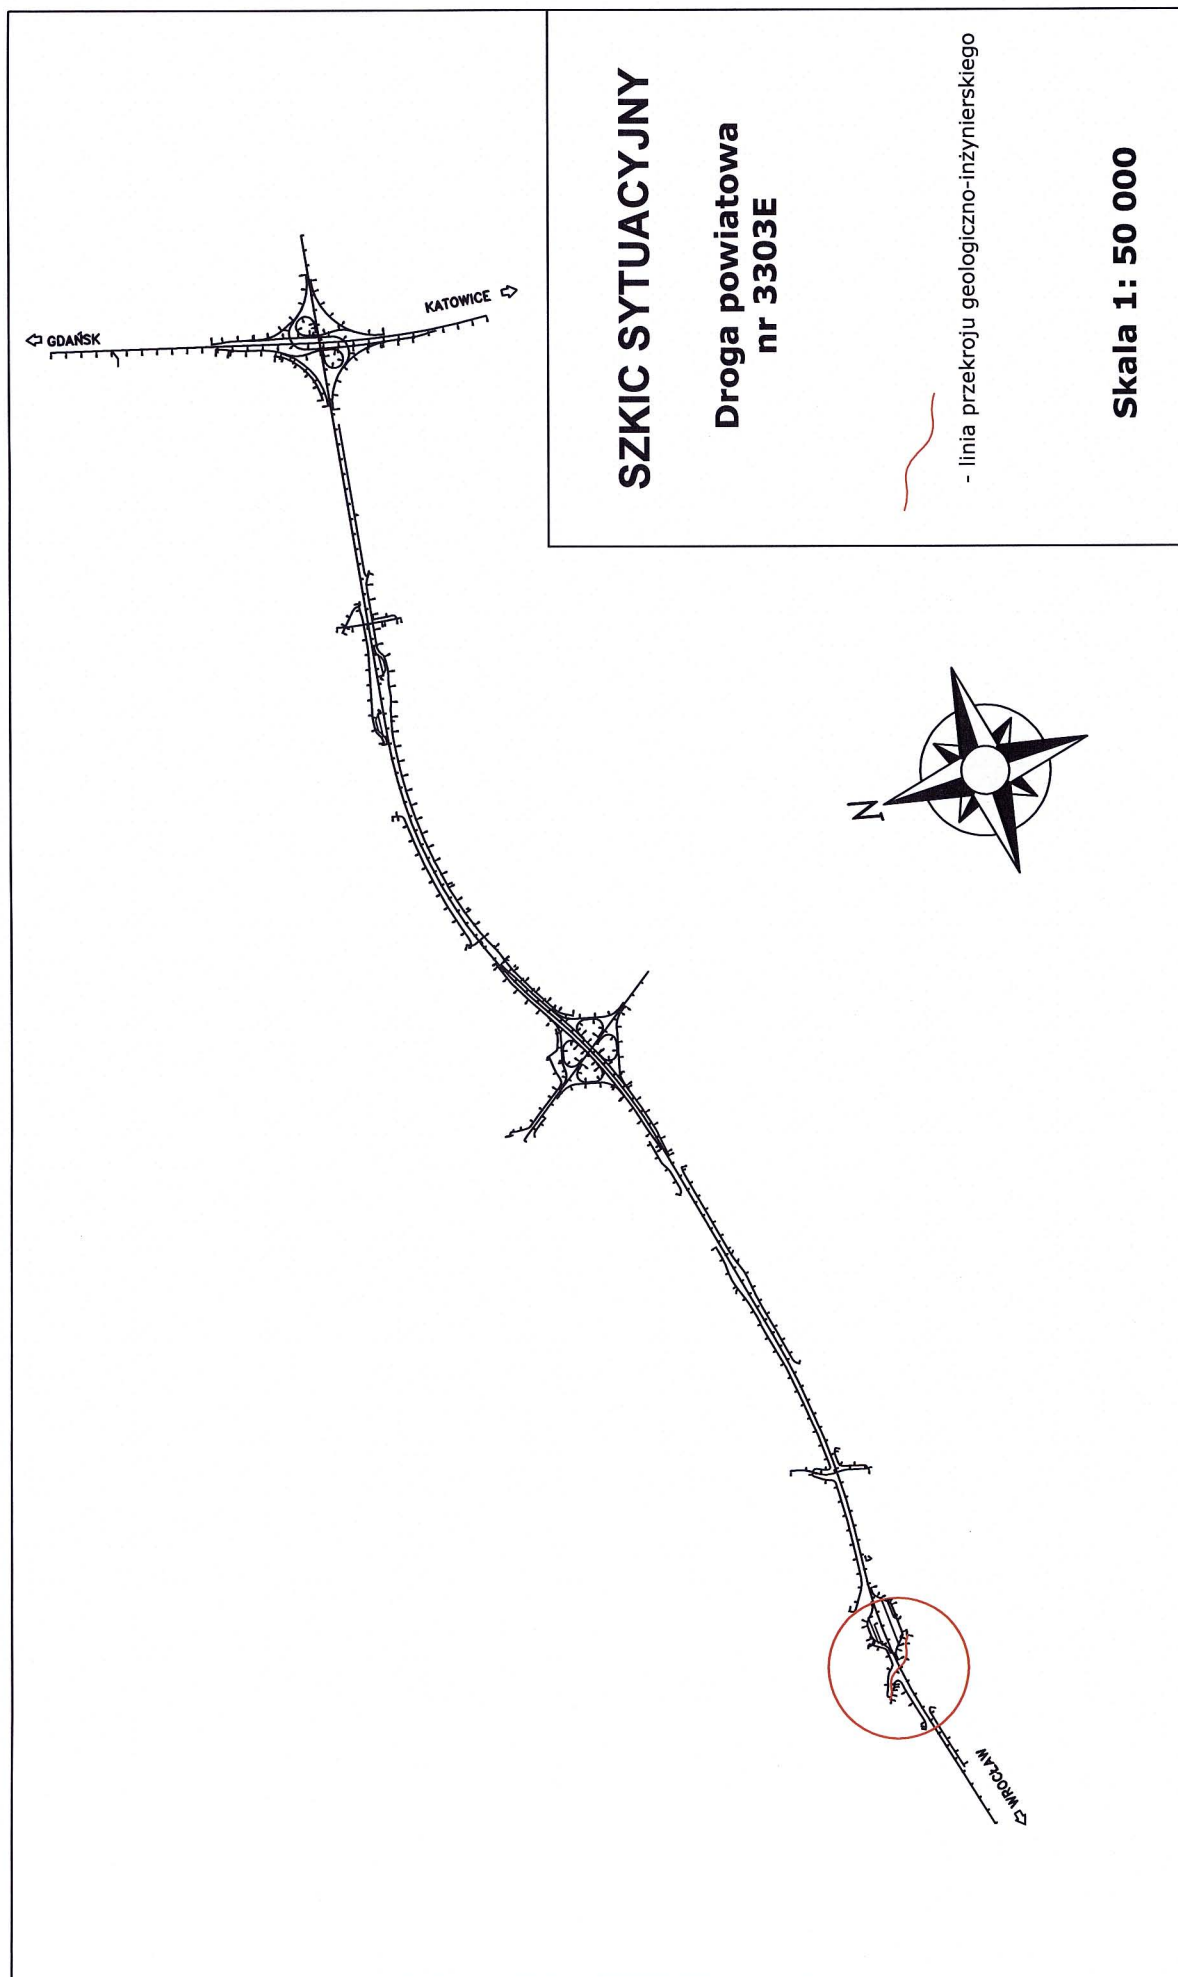 SZKIC SYTUACYJNY
Droga powiatowa
nr 3303E
- linia przekroju geologiczno-inżynierskiego
Skala 1: 50 000
GDAŃSK
KATOWICE
N
WROCŁAW